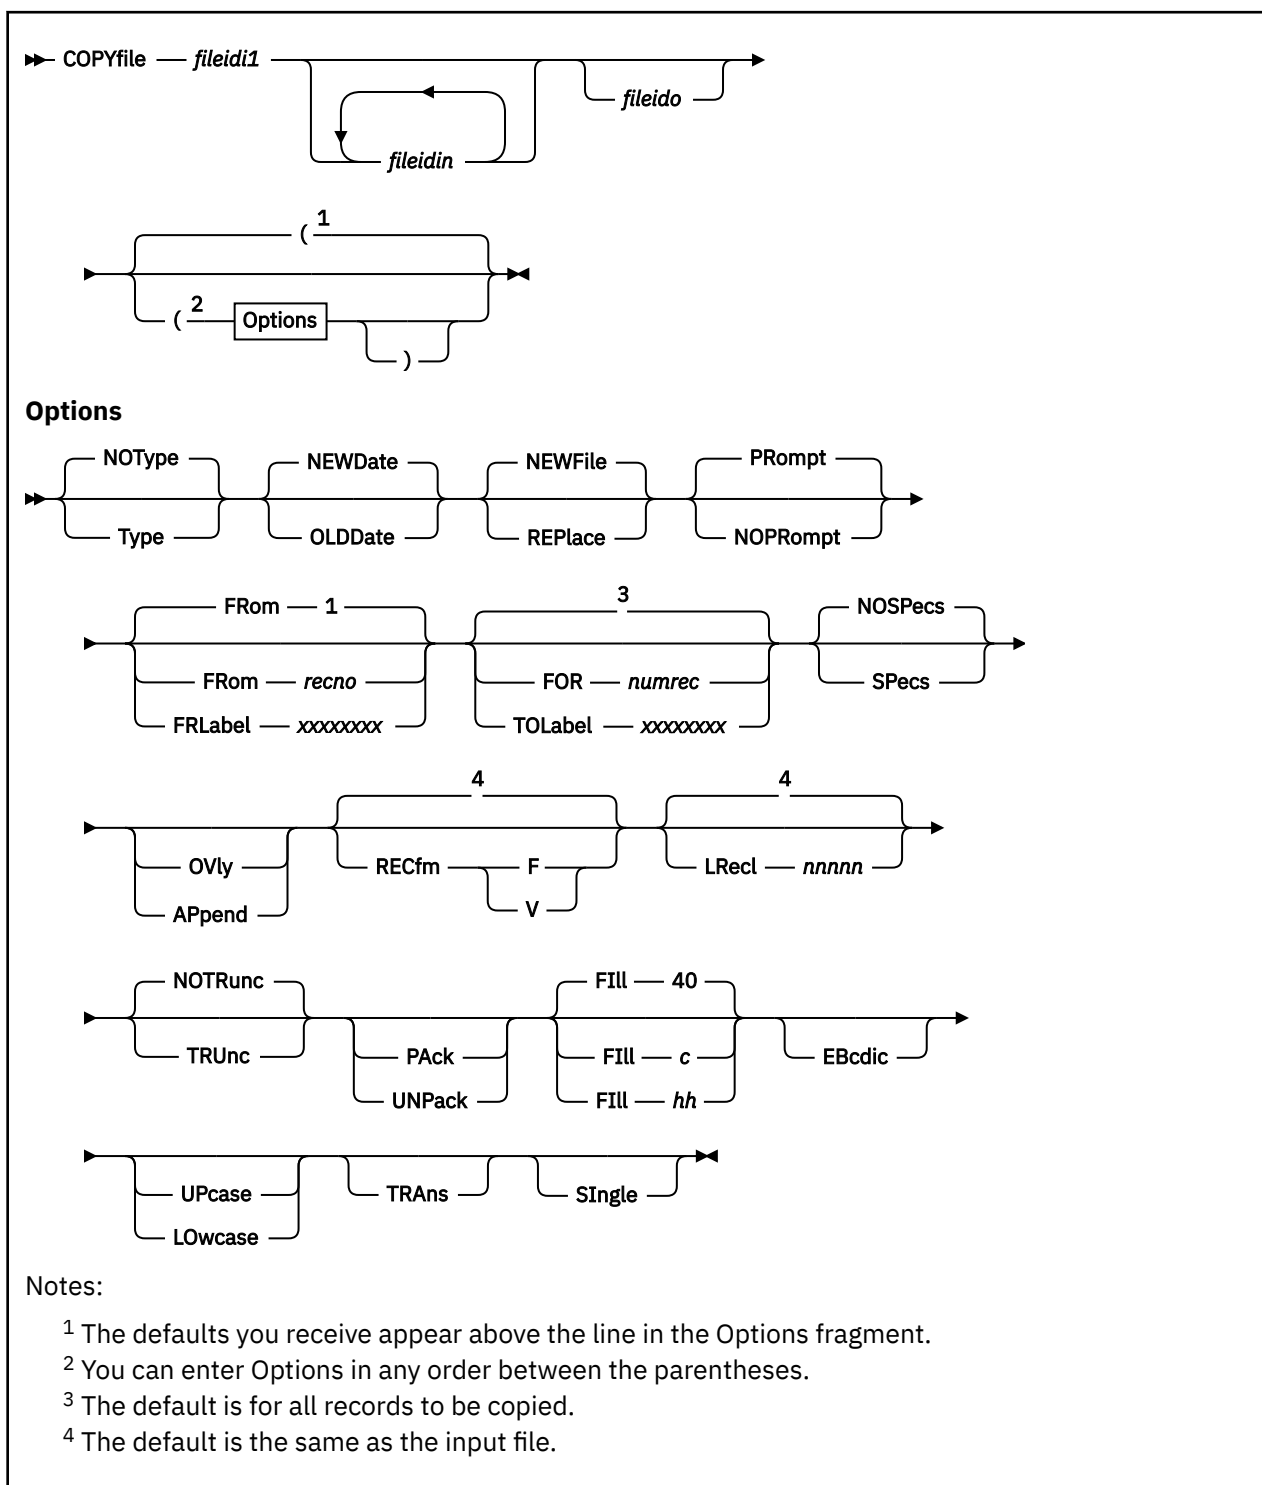 COPYfile fileidi1
fileido
fileidin
( 1
( 2 Options
)
Options
NOType NEWDate NEWFile PRompt
Type OLDDate REPlace NOPRompt
FRom 1 3 NOSPecs
FRom recno FOR numrec SPecs
FRLabel xxxxxxxx TOLabel xxxxxxxx
4 4
OVly RECfm F LRecl nnnnn
APpend V
NOTRunc FIll 40
TRUnc PAck FIll c EBcdic
UNPack FIll hh
UPcase TRAns SIngle
LOwcase
Notes:
1 The defaults you receive appear above the line in the Options fragment.
2 You can enter Options in any order between the parentheses.
3 The default is for all records to be copied.
4 The default is the same as the input file.